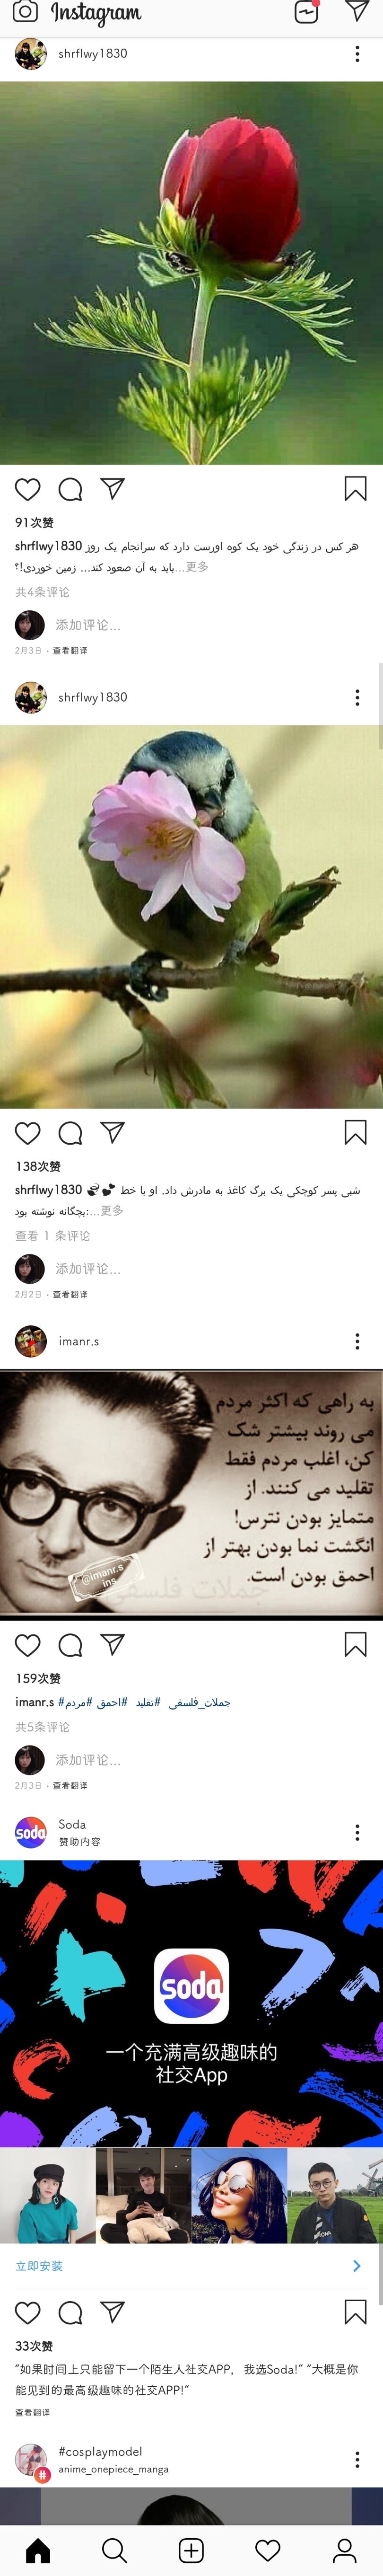 Instagram
shrflwy1830
91次赞
shrflwy1830 هر کس در زندگی خود یک کوه اورست دارد که سرانجام یک روز
باید به آن صعود کند... زمین خوردی!؟...更多
共4条评论
添加评论...
2月3日 · 查看翻译
shrflwy1830
138次赞
shrflwy1830 شبی پسر کوچکی یک برگ کاغذ به مادرش داد. او با خط
بچگانه نوشته بود:...更多
查看 1 条评论
添加评论...
2月2日 · 查看翻译
imanr.s
به راهی که اکثر مردم
می روند بیشتر شک
کن، اغلب مردم فقط
تقلید می کنند. از
متمایز بودن نترس!
انگشت نما بودن بهتر از
احمق بودن است.
@imanr.s
ins
جملات فلسفی
159次赞
imanr.s #جملات_فلسفی #تقلید #احمق #مردم
共5条评论
添加评论...
2月3日 · 查看翻译
soda
Soda
赞助内容
soda
一个充满高级趣味的
社交App
立即安装
33次赞
“如果时间上只能留下一个陌生人社交APP，我选Soda!” “大概是你
能见到的最高级趣味的社交APP!”
查看翻译
#cosplaymodel
anime_onepiece_manga